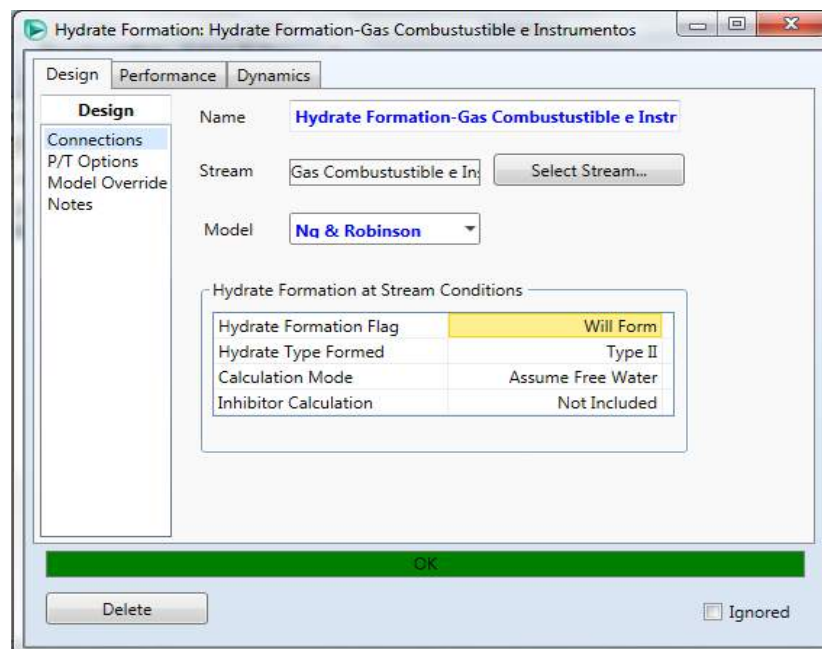 Hydrate Formation: Hydrate Formation-Gas Combustustible e Instrumentos
Design Performance Dynamics
Design
Connections
P/T Options
Model Override
Notes
Name Hydrate Formation-Gas Combustustible e Instr
Stream Gas Combustustible e Ins Select Stream...
Model Ng & Robinson
Hydrate Formation at Stream Conditions
Hydrate Formation Flag Will Form
Hydrate Type Formed Type II
Calculation Mode Assume Free Water
Inhibitor Calculation Not Included
OK
Delete Ignored